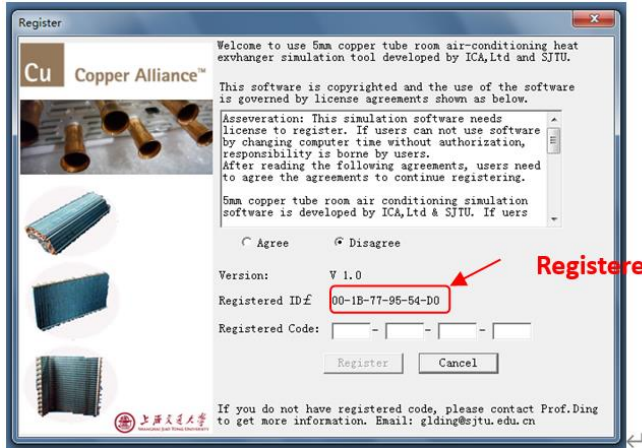 Register
Cu Copper Alliance™
Welcome to use 5mm copper tube room air-conditioning heat
exvhanger simulation tool developed by ICA,Ltd and SJTU.
This software is copyrighted and the use of the software
is governed by license agreements shown as below.
Asseveration: This simulation software needs
license to register. If users can not use software
by changing computer time without authorization,
responsibility is borne by users.
After reading the following agreements, users need
to agree the agreements to continue registering.
5mm copper tube room air conditioning simulation
software is developed by ICA,Ltd & SJTU. If uers
Agree Disagree
Version: V 1.0
Registered ID£ 00-1B-77-95-54-D0
Registere
Registered Code: - - -
Register Cancel
上海交通大学
If you do not have registered code, please contact Prof.Ding
to get more information. Email: glding@sjtu.edu.cn